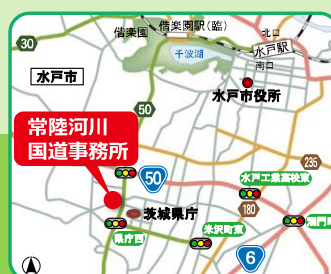 偕楽園
偕楽園駅(臨)
北口
水戸駅
南口
30
千波湖
水戸市
水戸市役所
50
常陸河川
国道事務所
50
235
水戸工業高校東
180
茨城県庁
県庁西
米沢町東
6